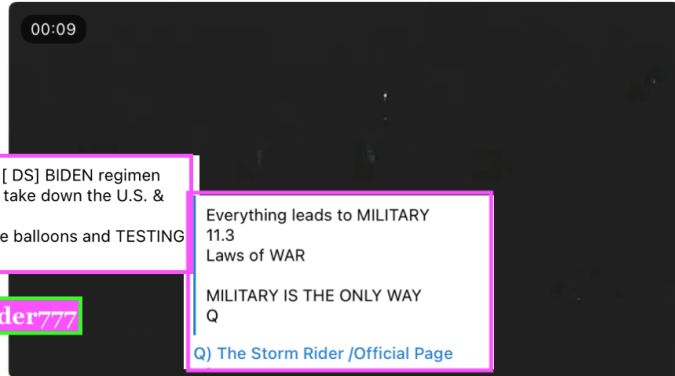 00:09
[ DS] BIDEN regimen
take down the U.S. &
e balloons and TESTING
Everything leads to MILITARY
11.3
Laws of WAR
MILITARY IS THE ONLY WAY
Q
der777
Q) The Storm Rider /Official Page